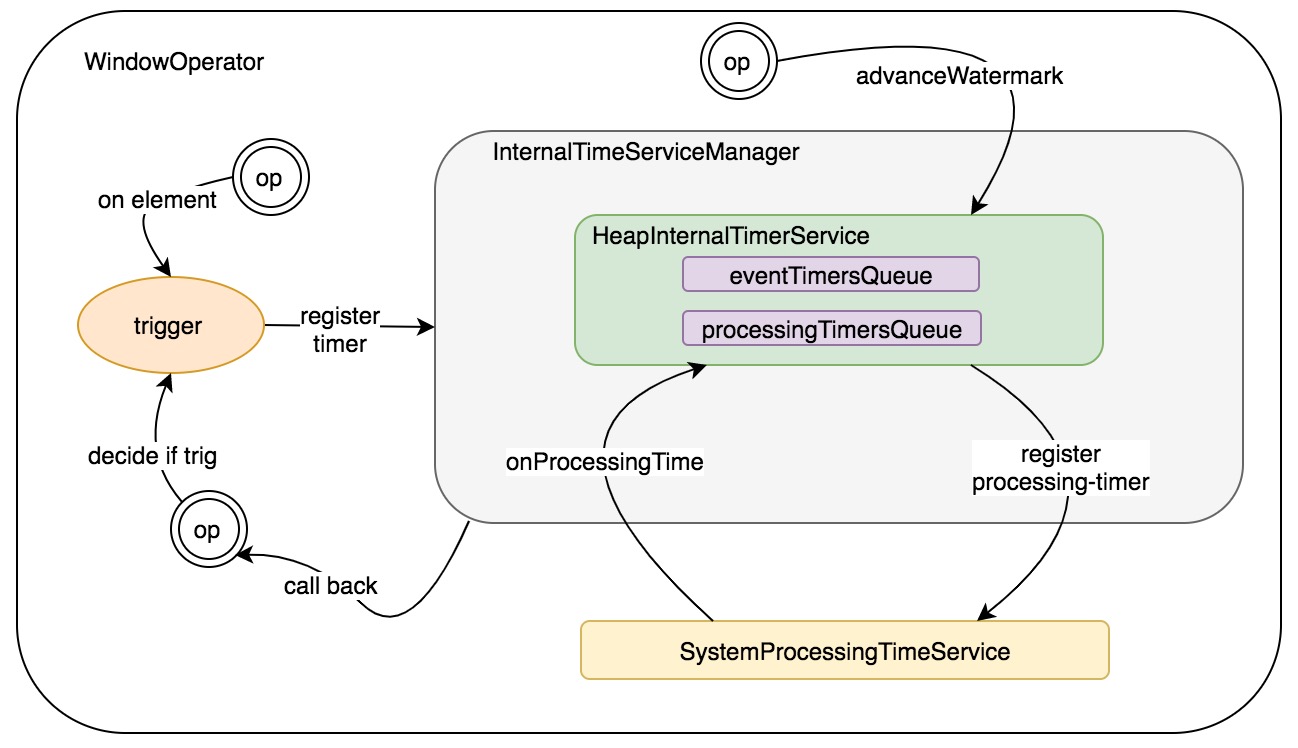 WindowOperator
op
advanceWatermark
InternalTimeServiceManager
op
on element
HeapInternalTimerService
eventTimersQueue
trigger
register
timer
processingTimersQueue
decide if trig
onProcessingTime
register
processing-timer
op
call back
SystemProcessingTimeService